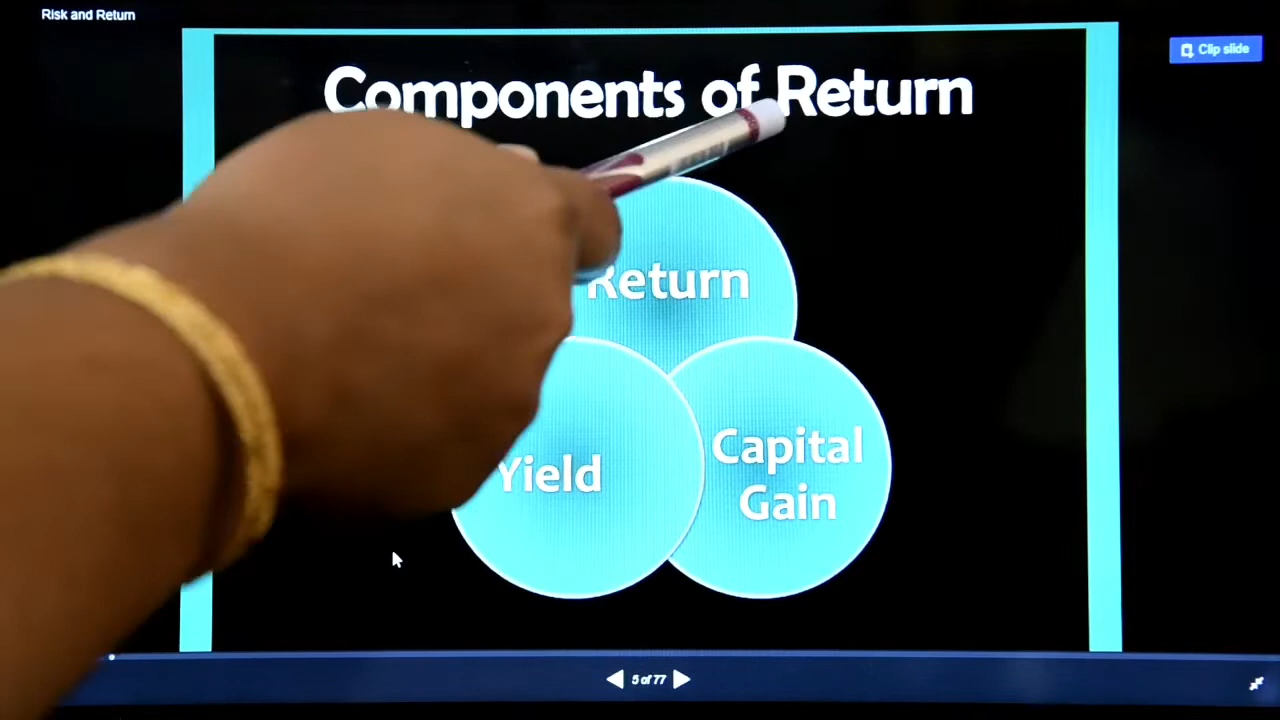 Risk and Return
Clip slide
Components of Return
Return
Yield
Capital
Gain
5 of 77